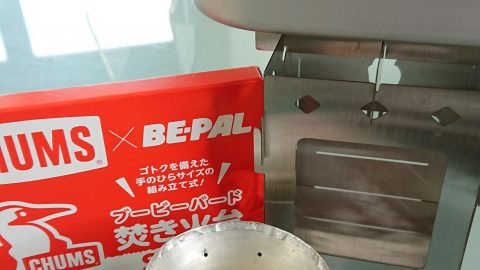 CHUMS × BE-PAL
ゴトクを備えた
手のひらサイズの
組み立て式!
ブービーバード
焚き火台
CHUMS